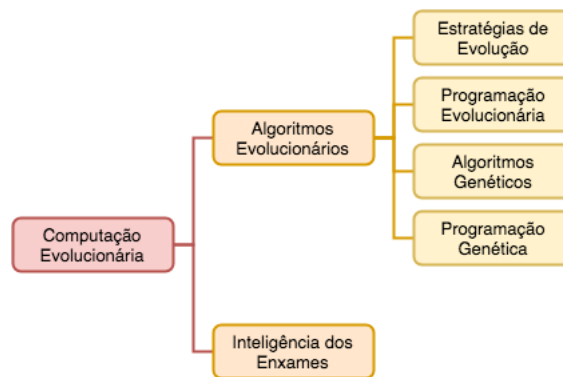 Estratégias de
Evolução
Programação
Evolucionária
Algoritmos
Evolucionários
Algoritmos
Genéticos
Programação
Genética
Computação
Evolucionária
Inteligência dos
Enxames